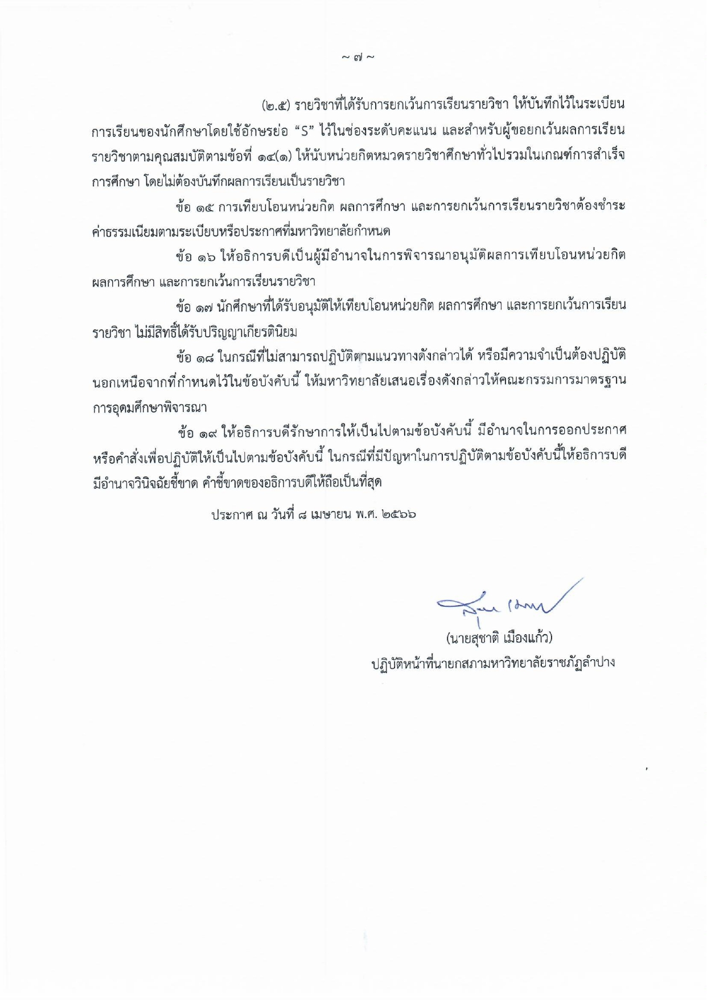 ~ ๗ ~
(๒.๕) รายวิชาที่ได้รับการยกเว้นการเรียนรายวิชา ให้บันทึกไว้ในระเบียน
การเรียนของนักศึกษาโดยใช้อักษรย่อ “S” ไว้ในช่องระดับคะแนน และสำหรับผู้ขอยกเว้นผลการเรียน
รายวิชาตามคุณสมบัติตามข้อที่ ๑๔(๑) ให้นับหน่วยกิตหมวดรายวิชาศึกษาทั่วไปรวมในเกณฑ์การสำเร็จ
การศึกษา โดยไม่ต้องบันทึกผลการเรียนเป็นรายวิชา
ข้อ ๑๕ การเทียบโอนหน่วยกิต ผลการศึกษา และการยกเว้นการเรียนรายวิชาต้องชำระ
ค่าธรรมเนียมตามระเบียบหรือประกาศที่มหาวิทยาลัยกำหนด
ข้อ ๑๖ ให้อธิการบดีเป็นผู้มีอำนาจในการพิจารณาอนุมัติผลการเทียบโอนหน่วยกิต
ผลการศึกษา และการยกเว้นการเรียนรายวิชา
ข้อ ๑๗ นักศึกษาที่ได้รับอนุมัติให้เทียบโอนหน่วยกิต ผลการศึกษา และการยกเว้นการเรียน
รายวิชา ไม่มีสิทธิ์ได้รับปริญญาเกียรตินิยม
ข้อ ๑๘ ในกรณีที่ไม่สามารถปฏิบัติตามแนวทางดังกล่าวได้ หรือมีความจำเป็นต้องปฏิบัติ
นอกเหนือจากที่กำหนดไว้ในข้อบังคับนี้ ให้มหาวิทยาลัยเสนอเรื่องดังกล่าวให้คณะกรรมการมาตรฐาน
การอุดมศึกษาพิจารณา
ข้อ ๑๙ ให้อธิการบดีรักษาการให้เป็นไปตามข้อบังคับนี้ มีอำนาจในการออกประกาศ
หรือคำสั่งเพื่อปฏิบัติให้เป็นไปตามข้อบังคับนี้ ในกรณีที่มีปัญหาในการปฏิบัติตามข้อบังคับนี้ให้อธิการบดี
มีอำนาจวินิจฉัยชี้ขาด คำชี้ขาดของอธิการบดีให้ถือเป็นที่สุด
ประกาศ ณ วันที่ ๘ เมษายน พ.ศ. ๒๕๖๖
(นายสุชาติ เมืองแก้ว)
ปฏิบัติหน้าที่นายกสภามหาวิทยาลัยราชภัฏลำปาง